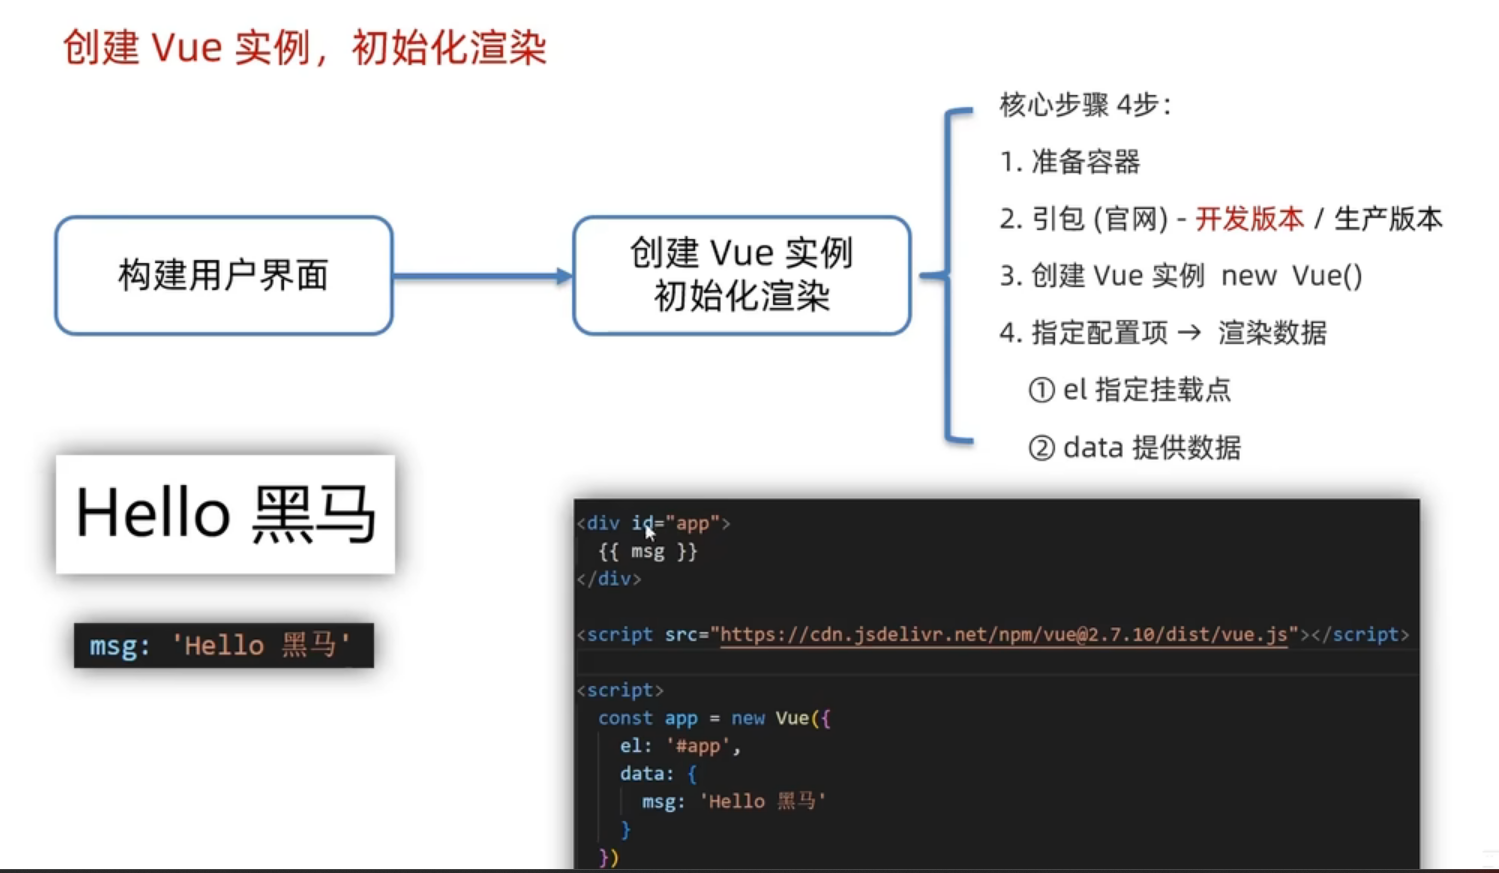 创建 Vue 实例，初始化渲染
构建用户界面
创建 Vue 实例
初始化渲染
核心步骤 4步：
1. 准备容器
2. 引包 (官网) - 开发版本 / 生产版本
3. 创建 Vue 实例  new  Vue()
4. 指定配置项 →  渲染数据
① el 指定挂载点
② data 提供数据
Hello 黑马
msg: 'Hello 黑马'
<div id="app">
  {{ msg }}
</div>
<script src="https://cdn.jsdelivr.net/npm/vue@2.7.10/dist/vue.js"></script>
<script>
  const app = new Vue({
    el: '#app',
    data: {
      msg: 'Hello 黑马'
    }
  })